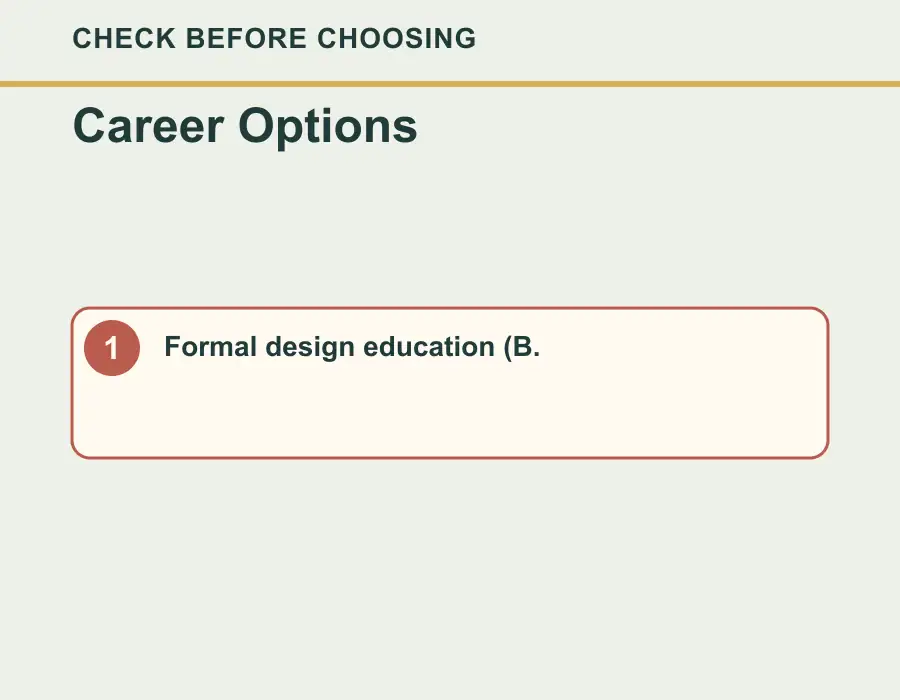 CHECK BEFORE CHOOSING
Career Options
1 Formal design education (B.